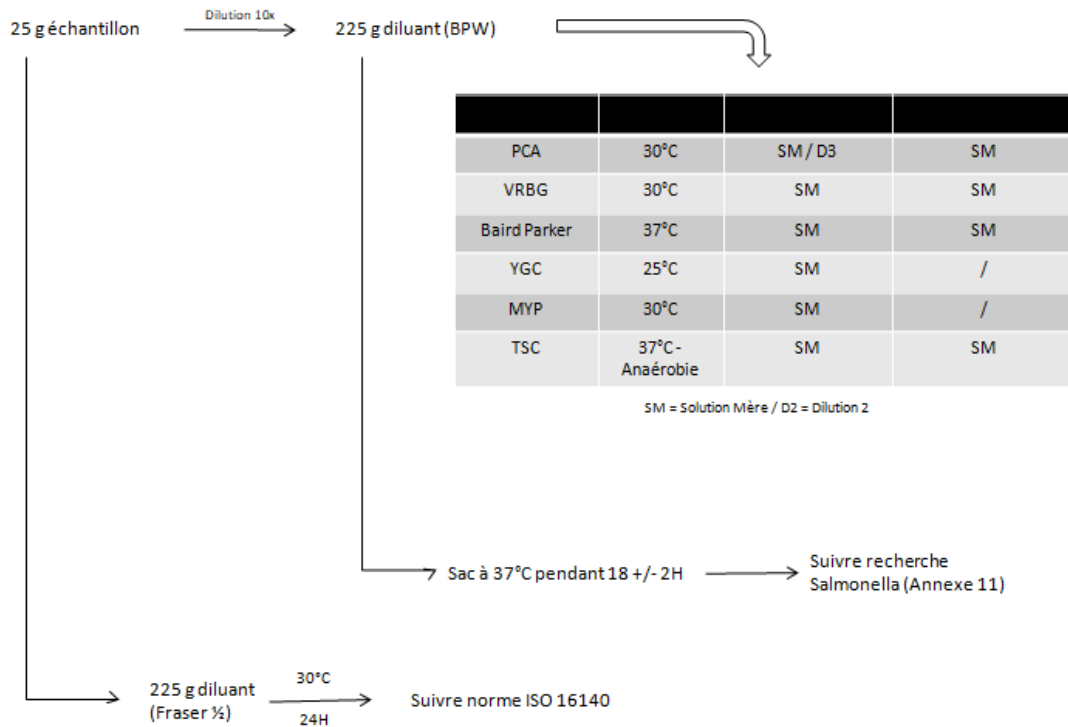 Dilution 10x
25 g échantillon
225 g diluant (BPW)
PCA 30°C SM / D3 SM
VRBG 30°C SM SM
Baird Parker 37°C SM SM
YGC 25°C SM /
MYP 30°C SM /
TSC 37°C - SM SM
Anaérobie
SM = Solution Mère / D2 = Dilution 2
Sac à 37°C pendant 18 +/- 2H
Suivre recherche
Salmonella (Annexe 11)
225 g diluant
(Fraser ½)
30°C
24H
Suivre norme ISO 16140